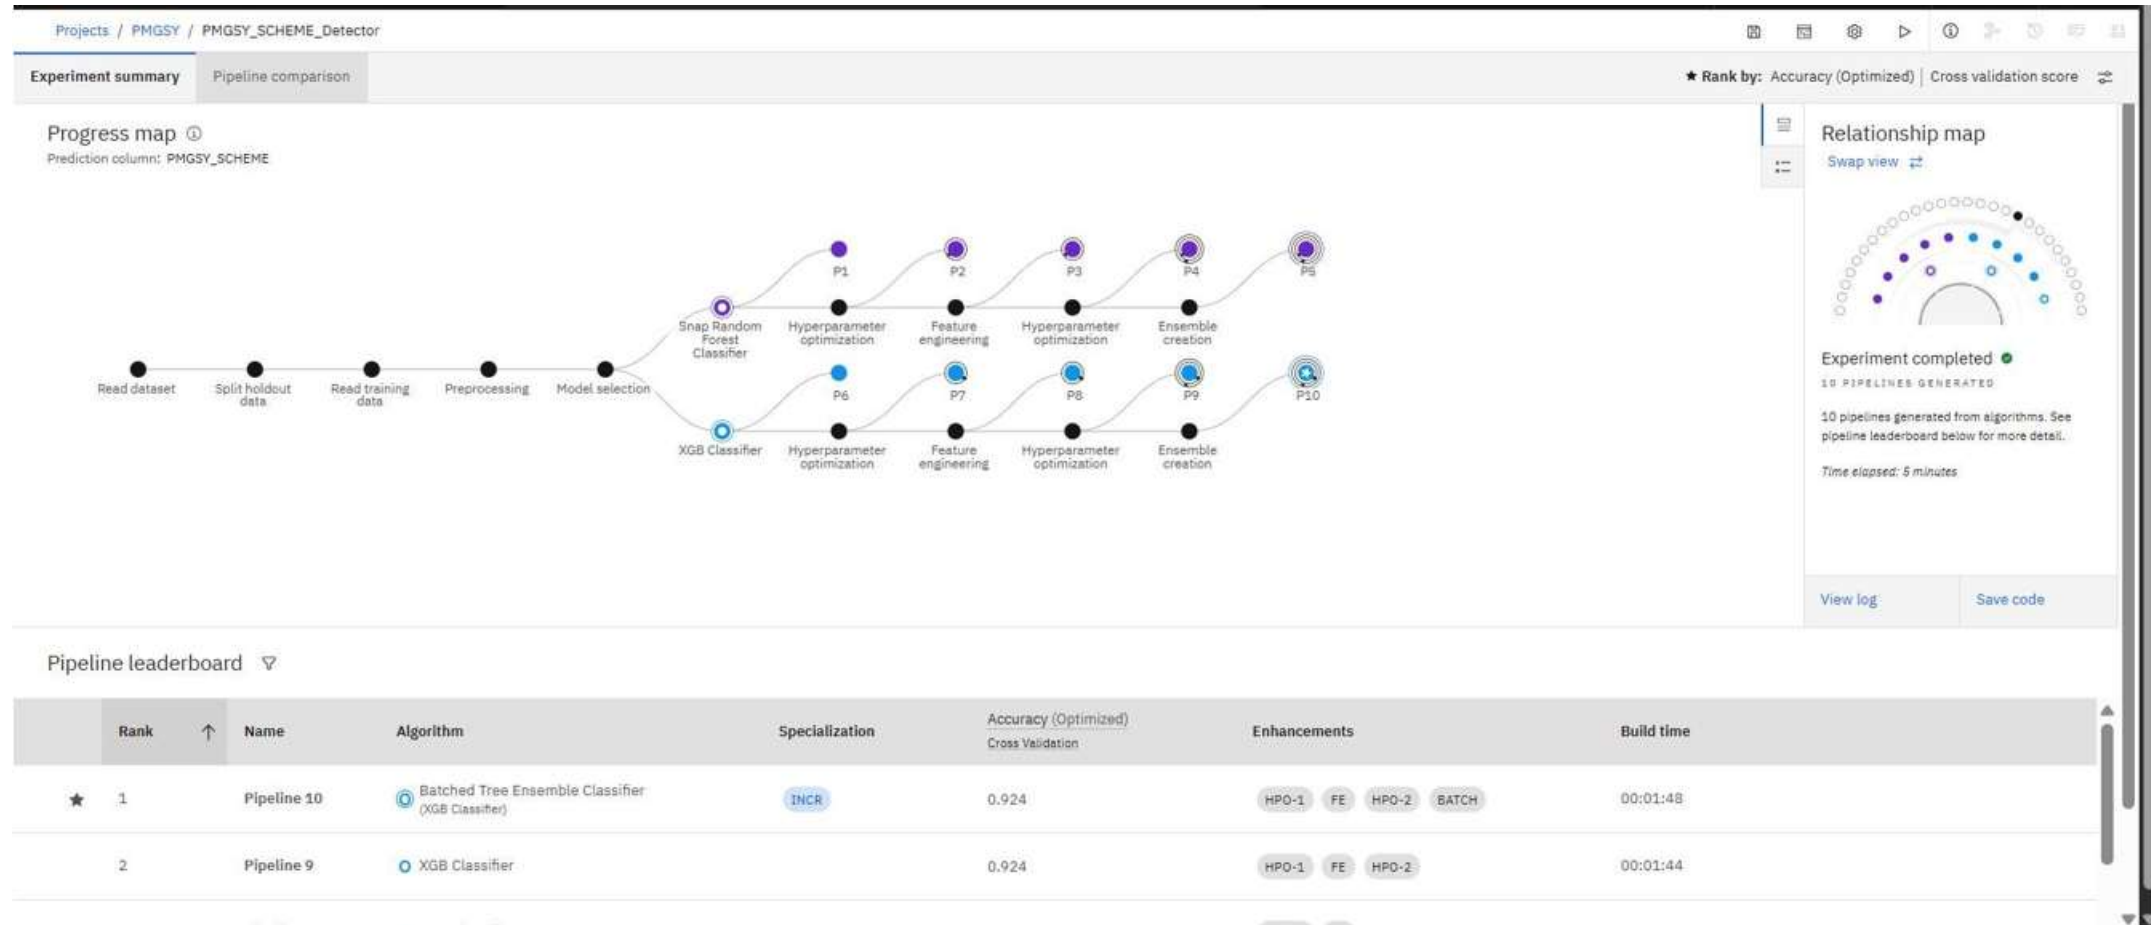 Projects / PMGSY / PMGSY_SCHEME_Detector
Experiment summary
Pipeline comparison
★ Rank by: Accuracy (Optimized) | Cross validation score
Progress map
Prediction column: PMGSY_SCHEME
P1
P2
P3
P4
P5
Snap Random
Forest
Classifier
Hyperparameter
optimization
Feature
engineering
Hyperparameter
optimization
Ensemble
creation
Read dataset
Split holdout
data
Read training
data
Preprocessing
Model selection
P6
P7
P8
P9
P10
XGB Classifier
Hyperparameter
optimization
Feature
engineering
Hyperparameter
optimization
Ensemble
creation
Relationship map
Swap view
Experiment completed
10 PIPELINES GENERATED
10 pipelines generated from algorithms. See
pipeline leaderboard below for more detail.
Time elapsed: 5 minutes
View log
Save code
Pipeline leaderboard
Rank ↑ Name Algorithm Specialization Accuracy (Optimized) Enhancements Build time
Cross Validation
★ 1 Pipeline 10 Batched Tree Ensemble Classifier INCR 0.924 HPO-1 FE HPO-2 BATCH 00:01:48
(XGB Classifier)
2 Pipeline 9 XGB Classifier 0.924 HPO-1 FE HPO-2 00:01:44